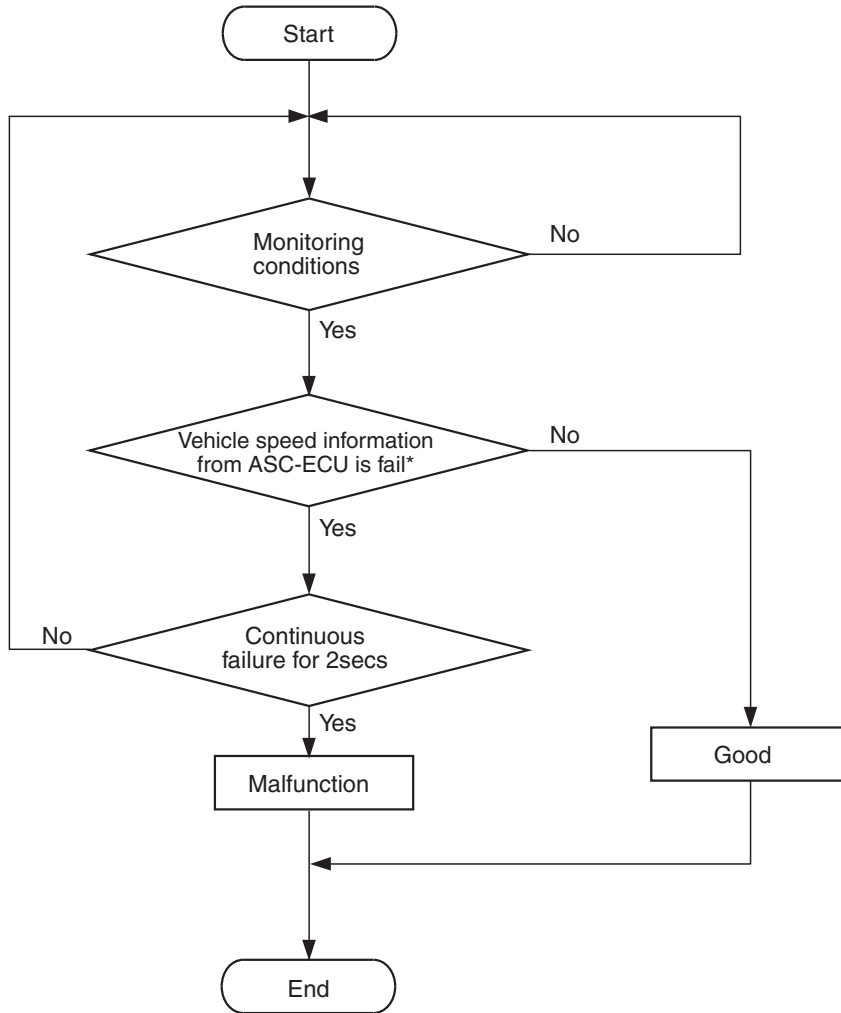 Start
Monitoring
conditions
No
Yes
Vehicle speed information
from ASC-ECU is fail*
No
Yes
Continuous
failure for 2secs
No
Yes
Malfunction
Good
End